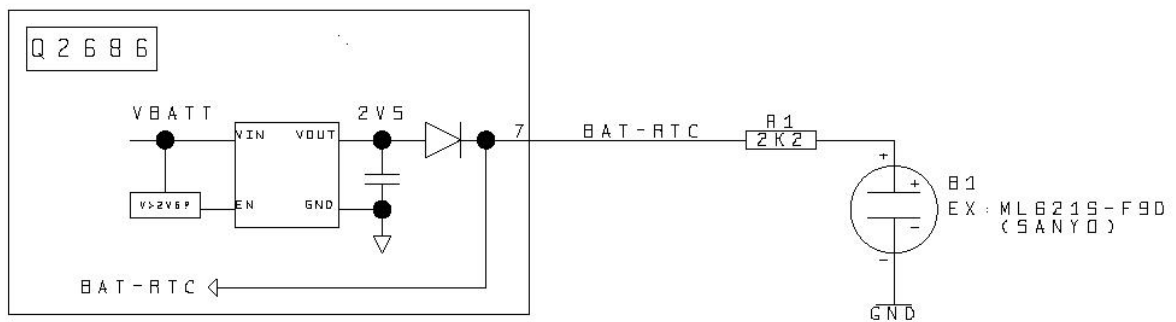 Q2686
VBATT
2V5
VIN
VOUT
V>2V6?
EN
GND
7
BAT-RTC
R1
2K2
+
+
-
-
B1
EX: ML621S-F9D
(SANYO)
BAT-RTC
GND